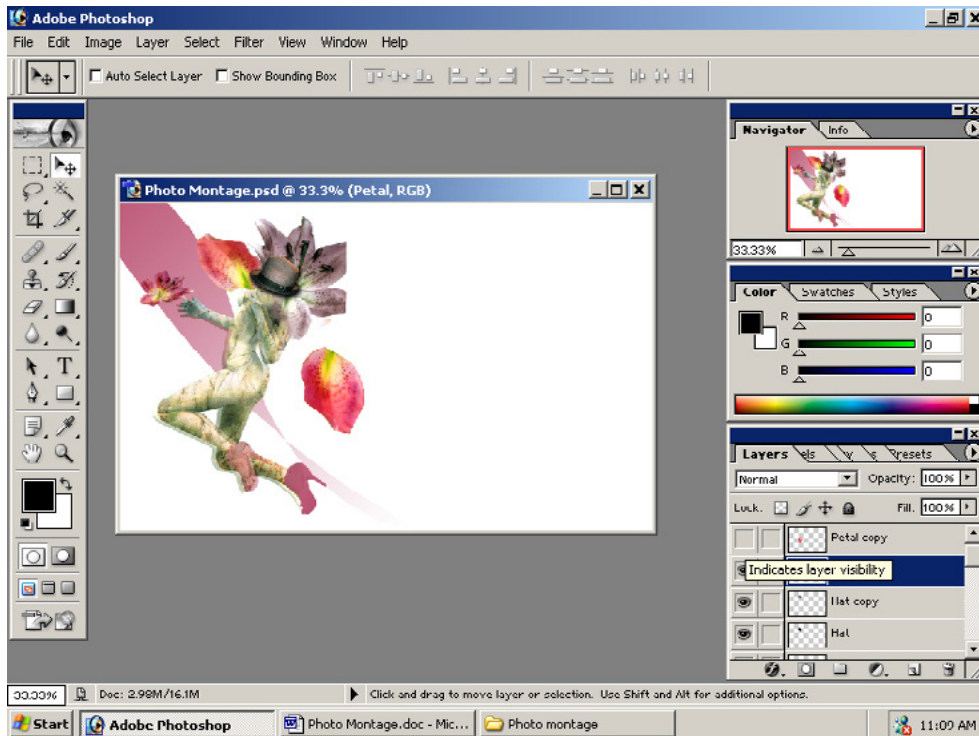 Adobe Photoshop
File Edit Image Layer Select Filter View Window Help
Auto Select Layer Show Bounding Box
Navigator Info
Photo Montage.psd @ 33.3% (Petal, RGB)
33.33%
Color Swatches Styles
R 0
G 0
B 0
Layers els Presets
Normal Opacity: 100%
Lock: Fill: 100%
Petal copy
Indicates layer visibility
Hat copy
Hat
33.33% Doc: 2.98M/16.1M Click and drag to move layer or selection. Use Shift and Alt for additional options.
Start Adobe Photoshop Photo Montage.doc - Mic... Photo montage 11:09 AM